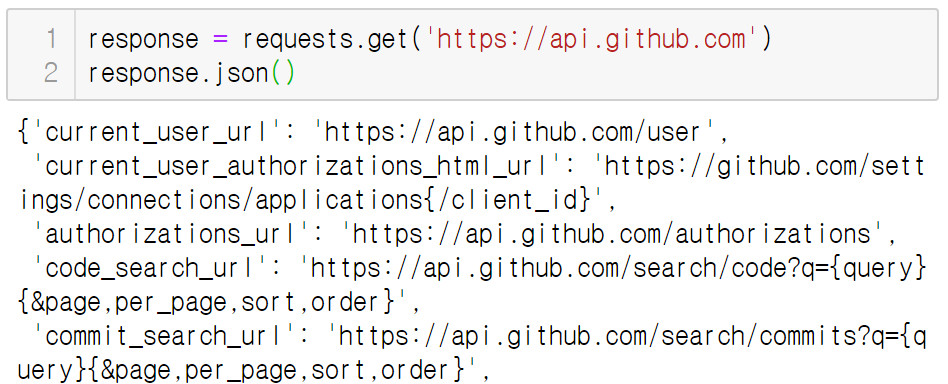 1 response = requests.get('https://api.github.com')
2 response.json()
{'current_user_url': 'https://api.github.com/user',
 'current_user_authorizations_html_url': 'https://github.com/sett
ings/connections/applications{/client_id}',
 'authorizations_url': 'https://api.github.com/authorizations',
 'code_search_url': 'https://api.github.com/search/code?q={query}
{&page,per_page,sort,order}',
 'commit_search_url': 'https://api.github.com/search/commits?q={q
uery}{&page,per_page,sort,order}',